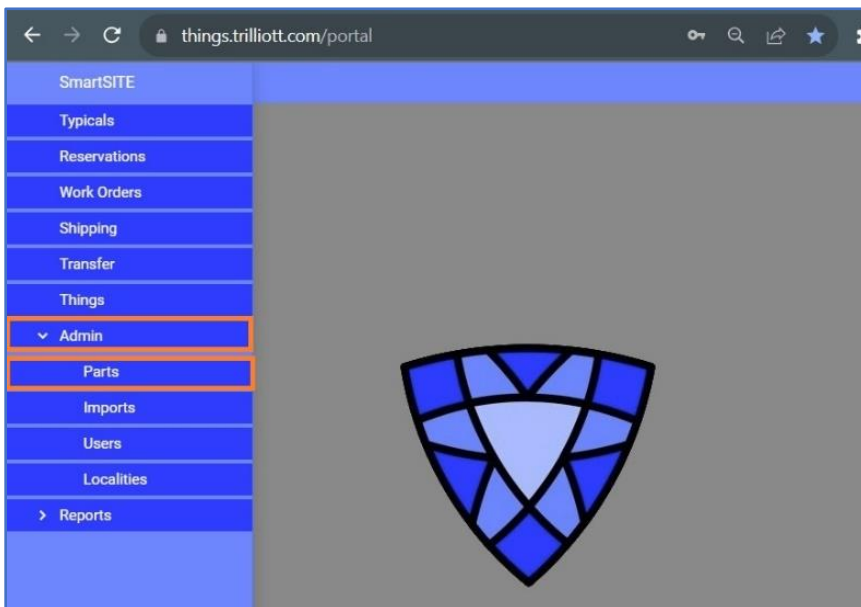 things.trilliott.com/portal
SmartSITE
Typicals
Reservations
Work Orders
Shipping
Transfer
Things
Admin
Parts
Imports
Users
Localities
Reports